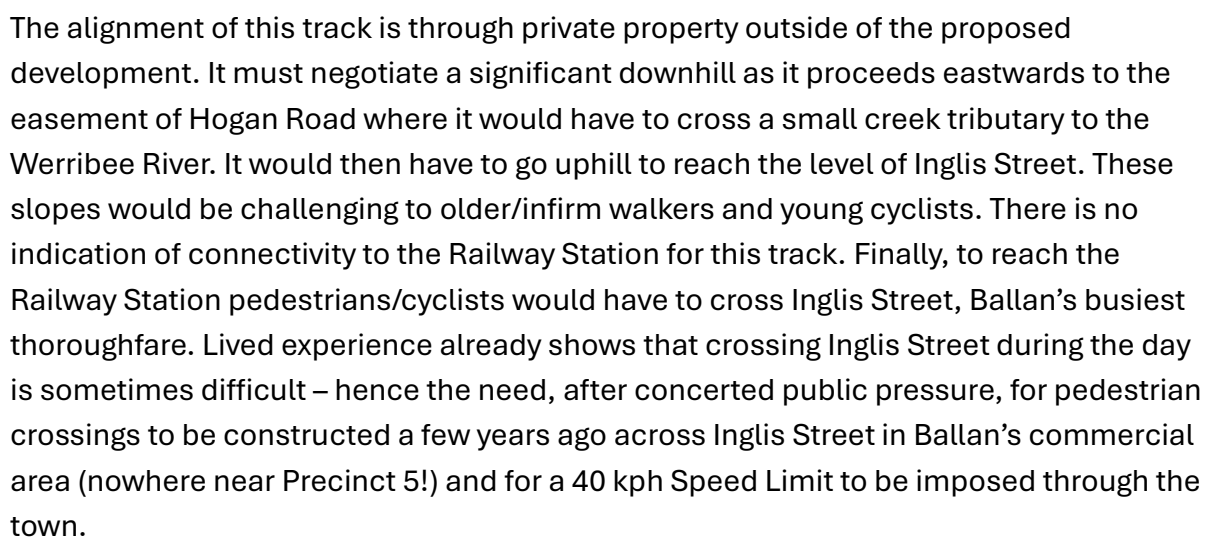 The alignment of this track is through private property outside of the proposed
development. It must negotiate a significant downhill as it proceeds eastwards to the
easement of Hogan Road where it would have to cross a small creek tributary to the
Werribee River. It would then have to go uphill to reach the level of Inglis Street. These
slopes would be challenging to older/infirm walkers and young cyclists. There is no
indication of connectivity to the Railway Station for this track. Finally, to reach the
Railway Station pedestrians/cyclists would have to cross Inglis Street, Ballan’s busiest
thoroughfare. Lived experience already shows that crossing Inglis Street during the day
is sometimes difficult – hence the need, after concerted public pressure, for pedestrian
crossings to be constructed a few years ago across Inglis Street in Ballan’s commercial
area (nowhere near Precinct 5!) and for a 40 kph Speed Limit to be imposed through the
town.